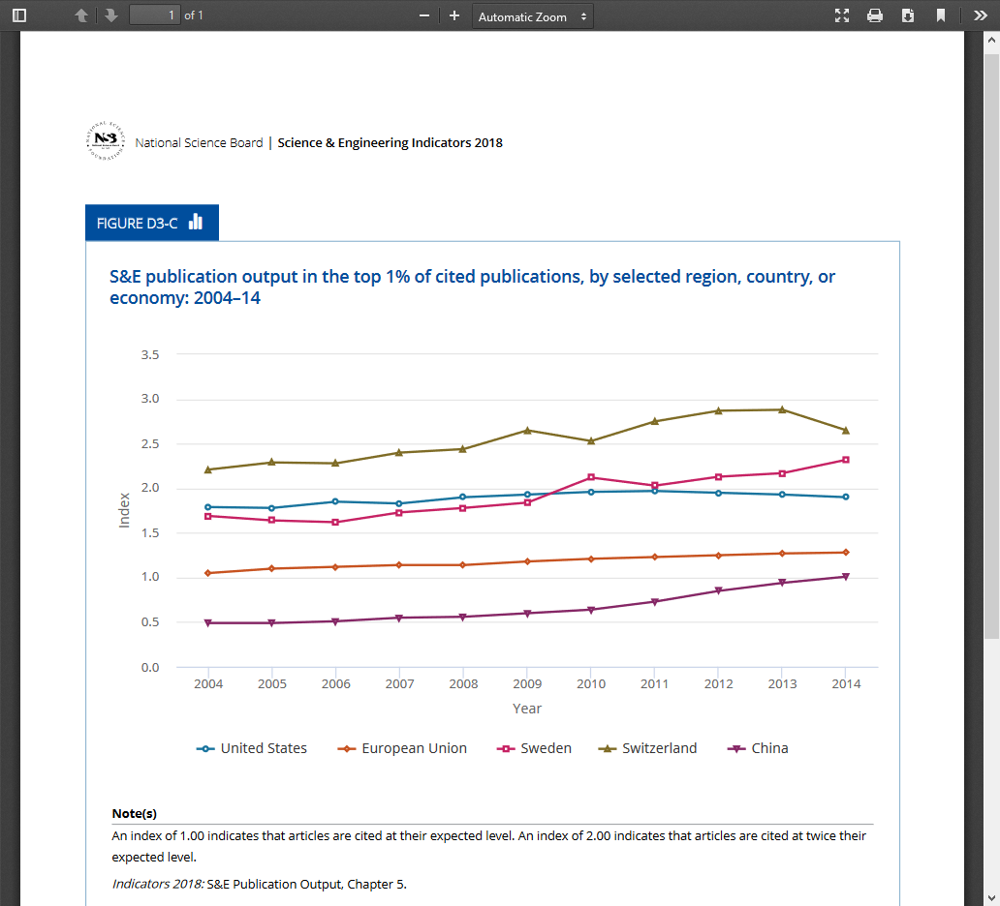 1 of 1
Automatic Zoom
National Science Board | Science & Engineering Indicators 2018
FIGURE D3-C
S&E publication output in the top 1% of cited publications, by selected region, country, or
economy: 2004–14
3.5
3.0
2.5
2.0
1.5
1.0
0.5
0.0
Index
2004 2005 2006 2007 2008 2009 2010 2011 2012 2013 2014
Year
United States European Union Sweden Switzerland China
Note(s)
An index of 1.00 indicates that articles are cited at their expected level. An index of 2.00 indicates that articles are cited at twice their
expected level.
Indicators 2018: S&E Publication Output, Chapter 5.